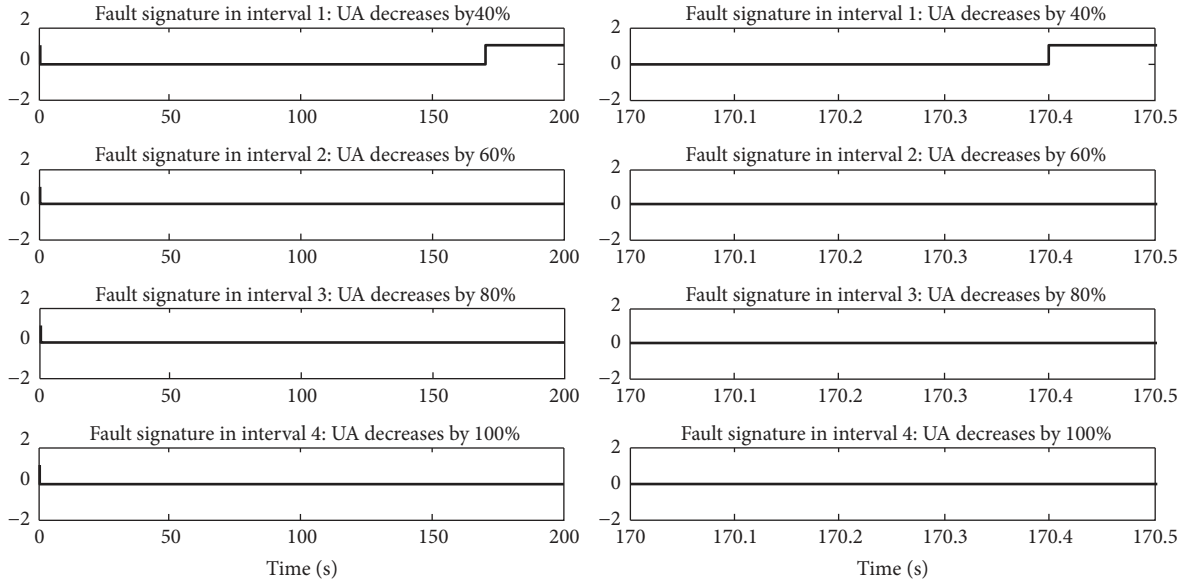 Fault signature in interval 1: UA decreases by40%
2
0
−2
0 50 100 150 200
Fault signature in interval 2: UA decreases by 60%
2
0
−2
0 50 100 150 200
Fault signature in interval 3: UA decreases by 80%
2
0
−2
0 50 100 150 200
Fault signature in interval 4: UA decreases by 100%
2
0
−2
0 50 100 150 200
Time (s)
Fault signature in interval 1: UA decreases by 40%
2
0
−2
170 170.1 170.2 170.3 170.4 170.5
Fault signature in interval 2: UA decreases by 60%
2
0
−2
170 170.1 170.2 170.3 170.4 170.5
Fault signature in interval 3: UA decreases by 80%
2
0
−2
170 170.1 170.2 170.3 170.4 170.5
Fault signature in interval 4: UA decreases by 100%
2
0
−2
170 170.1 170.2 170.3 170.4 170.5
Time (s)